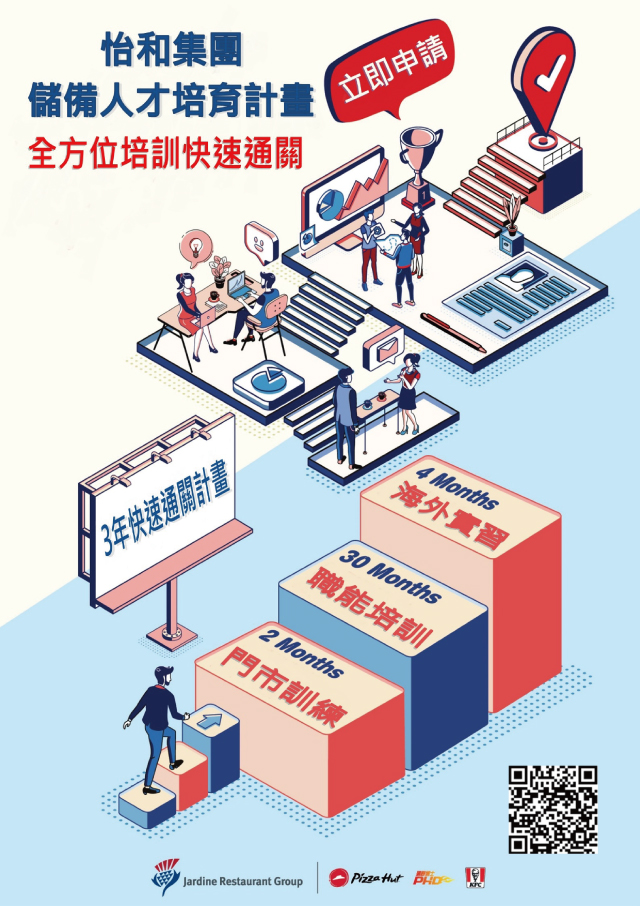 怡和集團
儲備人才培育計畫
全方位培訓快速通關
立即申請
1
3年快速通關計畫
4 Months
海外實習
30 Months
職能培訓
2 Months
門市訓練
Jardine Restaurant Group
Pizza Hut
PHD
KFC